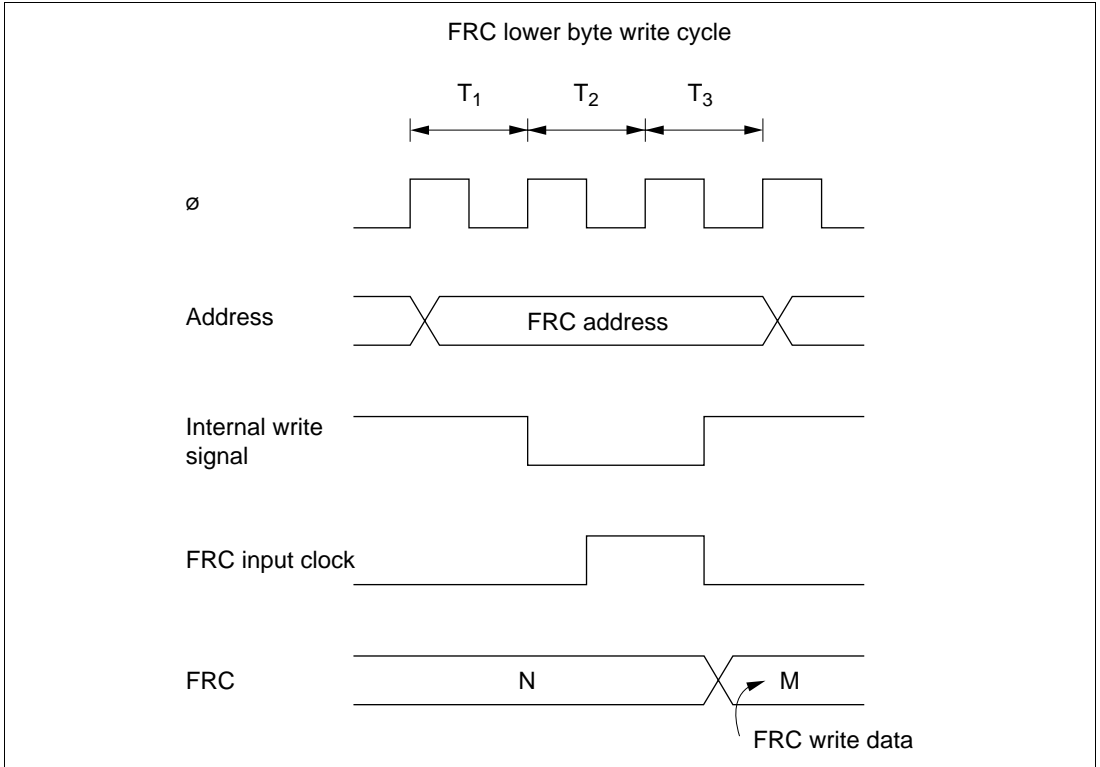 FRC lower byte write cycle
T₁ T₂ T₃
ø
Address
FRC address
Internal write
signal
FRC input clock
FRC
N
M
FRC write data